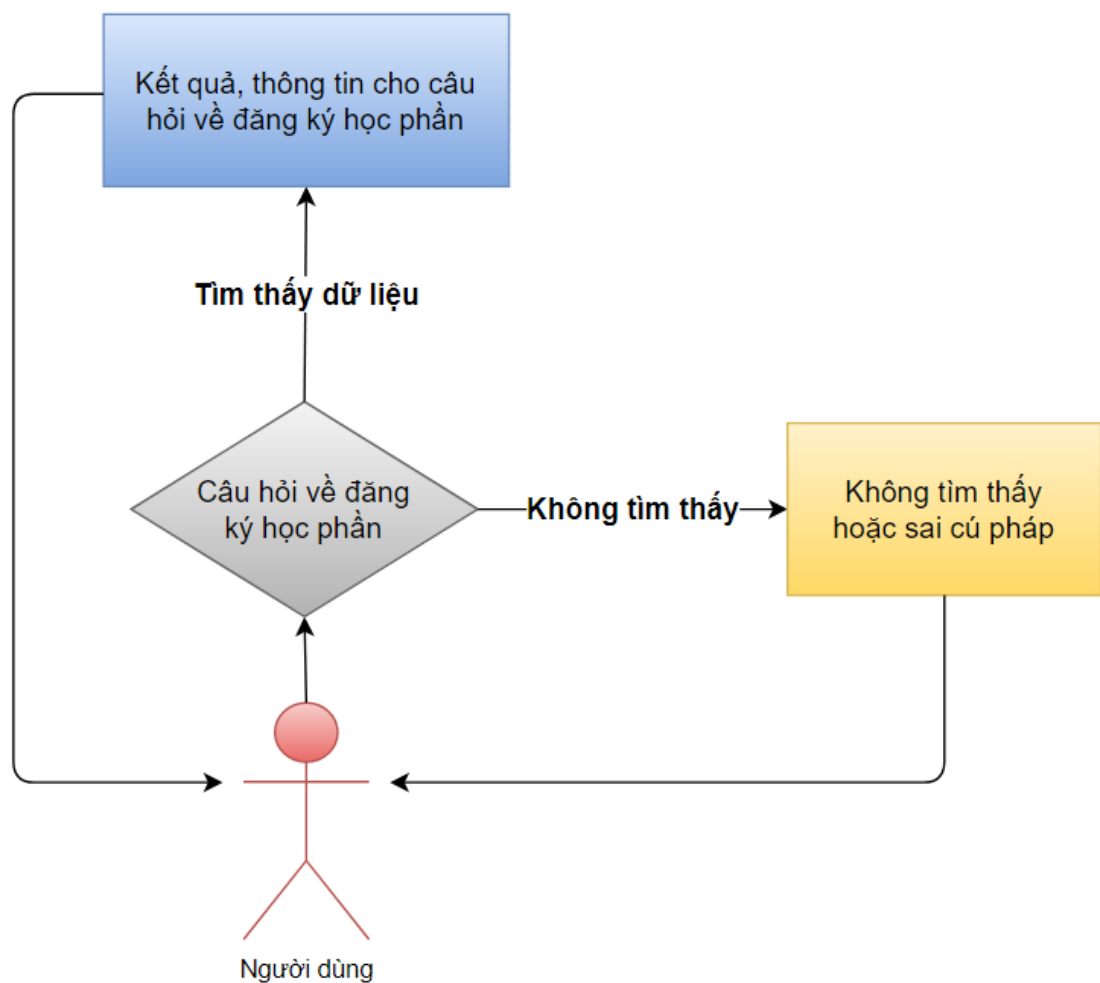 Kết quả, thông tin cho câu
hỏi về đăng ký học phần
Tìm thấy dữ liệu
Câu hỏi về đăng
ký học phần
Không tìm thấy
Không tìm thấy
hoặc sai cú pháp
Người dùng